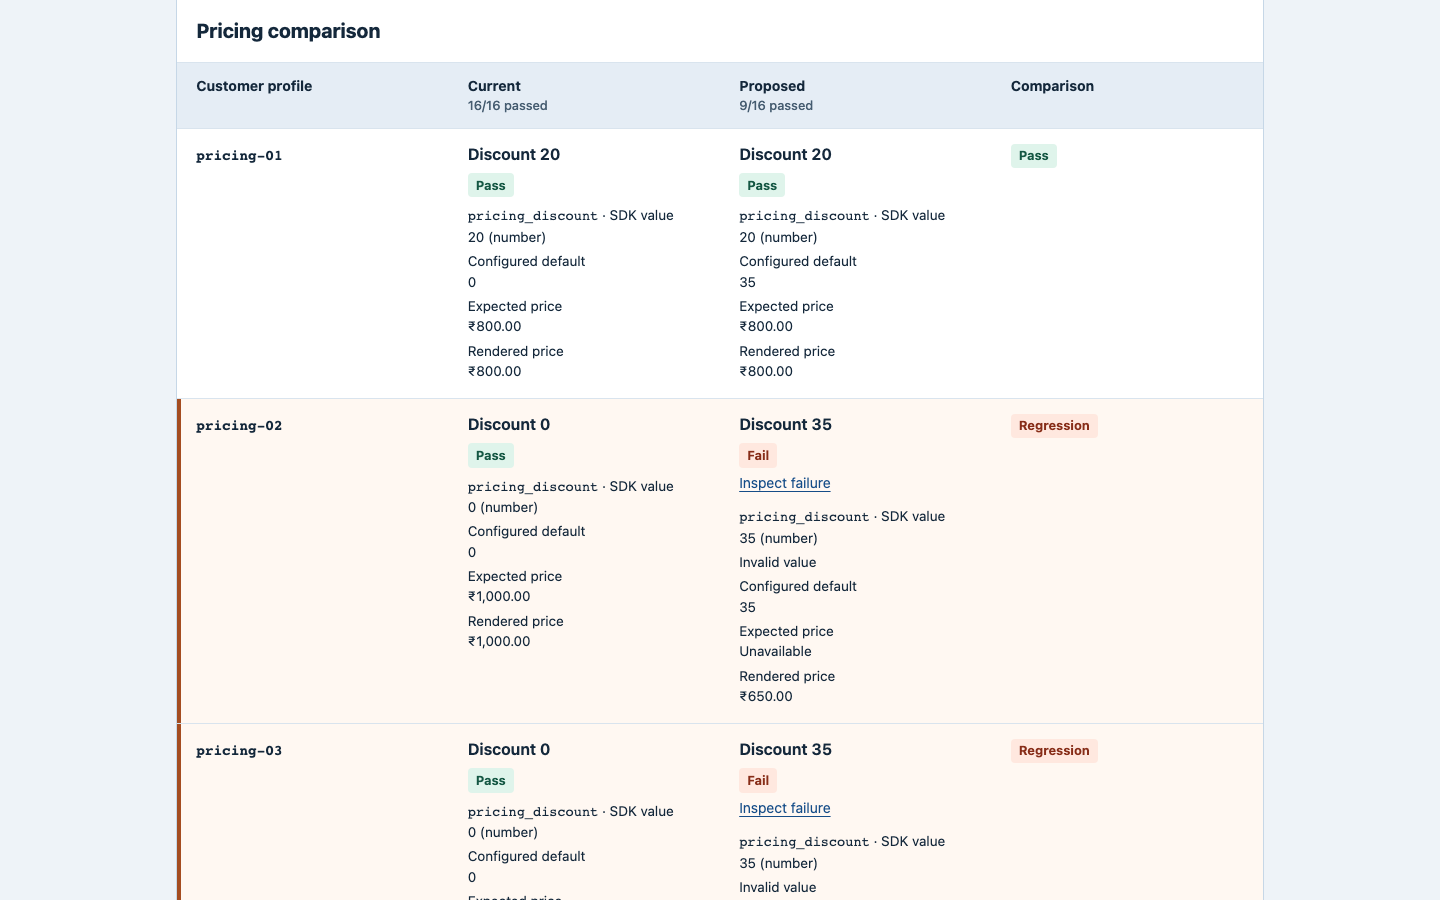 Pricing comparison
Customer profile
Current
16/16 passed
Proposed
9/16 passed
Comparison
pricing-01
Discount 20
Pass
pricing_discount · SDK value
20 (number)
Configured default
0
Expected price
₹800.00
Rendered price
₹800.00
Discount 20
Pass
pricing_discount · SDK value
20 (number)
Configured default
35
Expected price
₹800.00
Rendered price
₹800.00
Pass
pricing-02
Discount 0
Pass
pricing_discount · SDK value
0 (number)
Configured default
0
Expected price
₹1,000.00
Rendered price
₹1,000.00
Discount 35
Fail
Inspect failure
pricing_discount · SDK value
35 (number)
Invalid value
Configured default
35
Expected price
Unavailable
Rendered price
₹650.00
Regression
pricing-03
Discount 0
Pass
pricing_discount · SDK value
0 (number)
Configured default
0
Expected price
Discount 35
Fail
Inspect failure
pricing_discount · SDK value
35 (number)
Invalid value
Regression